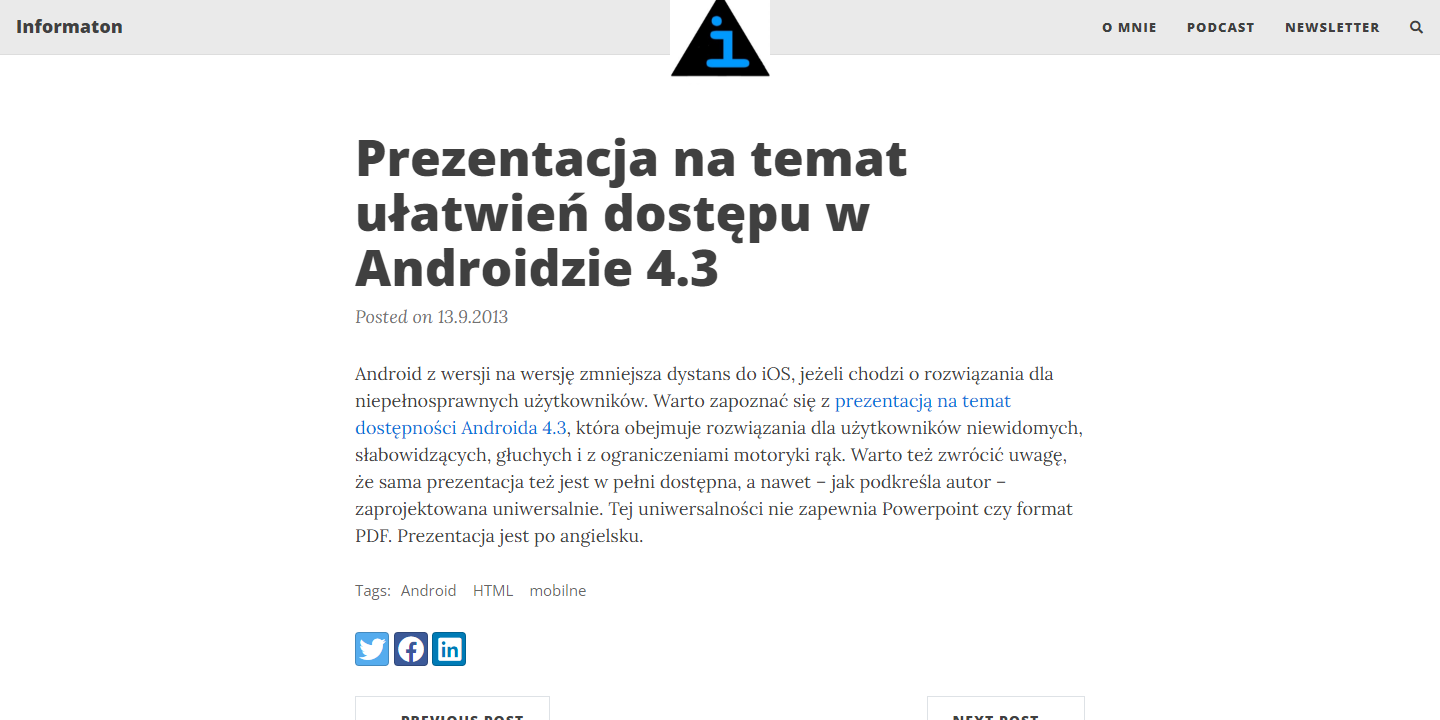 Informaton
i
O MNIE
PODCAST
NEWSLETTER
Prezentacja na temat
ułatwień dostępu w
Androidzie 4.3
Posted on 13.9.2013
Android z wersji na wersję zmniejsza dystans do iOS, jeżeli chodzi o rozwiązania dla
niepełnosprawnych użytkowników. Warto zapoznać się z prezentacją na temat
dostępności Androida 4.3, która obejmuje rozwiązania dla użytkowników niewidomych,
słabowidzących, głuchych i z ograniczeniami motoryki rąk. Warto też zwrócić uwagę,
że sama prezentacja też jest w pełni dostępna, a nawet – jak podkreśla autor –
zaprojektowana uniwersalnie. Tej uniwersalności nie zapewnia Powerpoint czy format
PDF. Prezentacja jest po angielsku.
Tags: Android HTML mobilne
PREVIOUS POST
NEXT POST